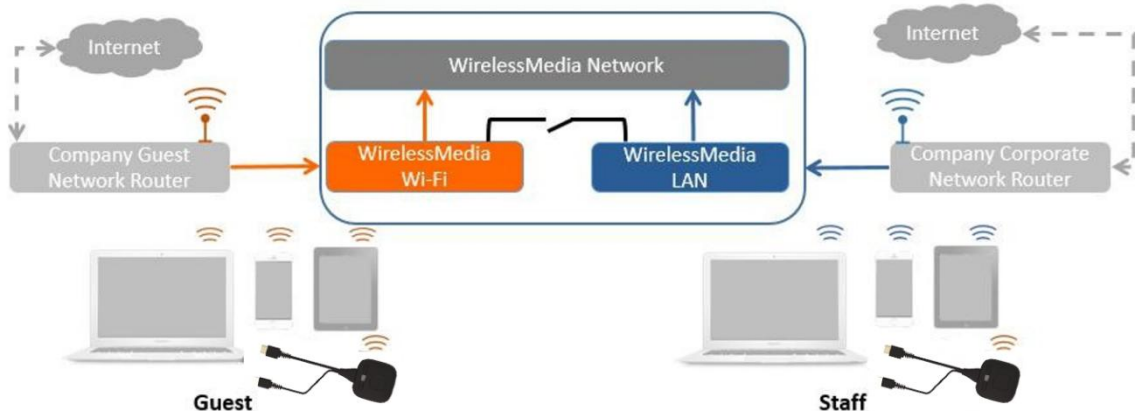 Internet
Internet
WirelessMedia Network
Company Guest
Network Router
WirelessMedia
Wi-Fi
WirelessMedia
LAN
Company Corporate
Network Router
Guest
Staff